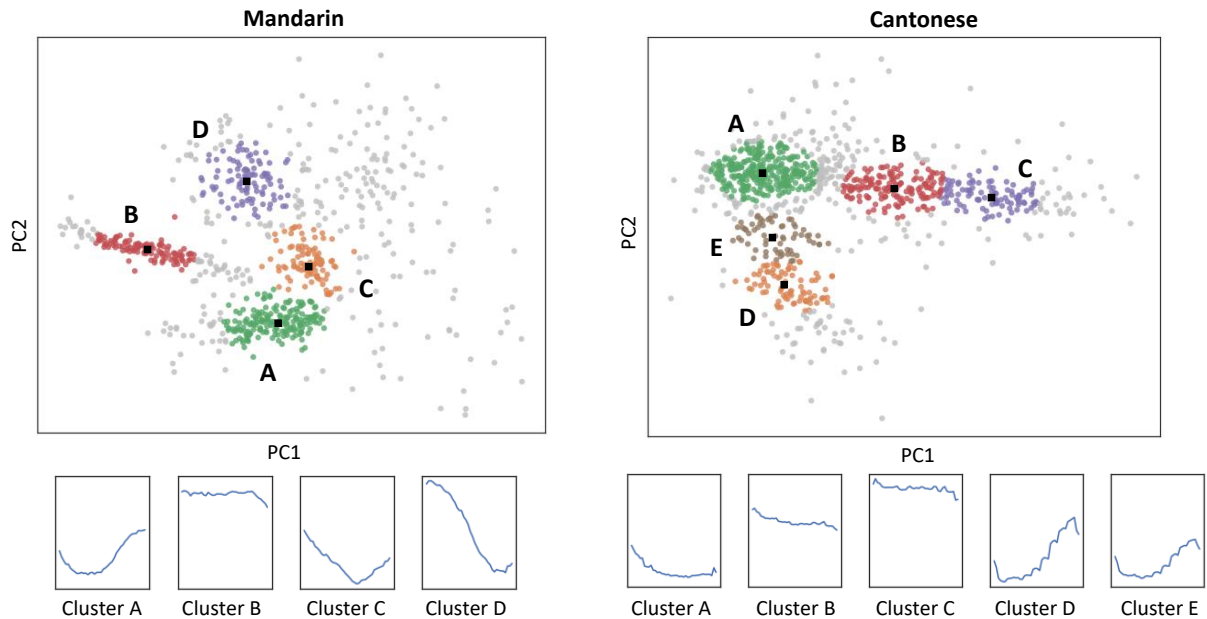 Mandarin
D
B
C
A
PC2
PC1
Cluster A
Cluster B
Cluster C
Cluster D
Cantonese
A
B
C
E
D
PC2
PC1
Cluster A
Cluster B
Cluster C
Cluster D
Cluster E